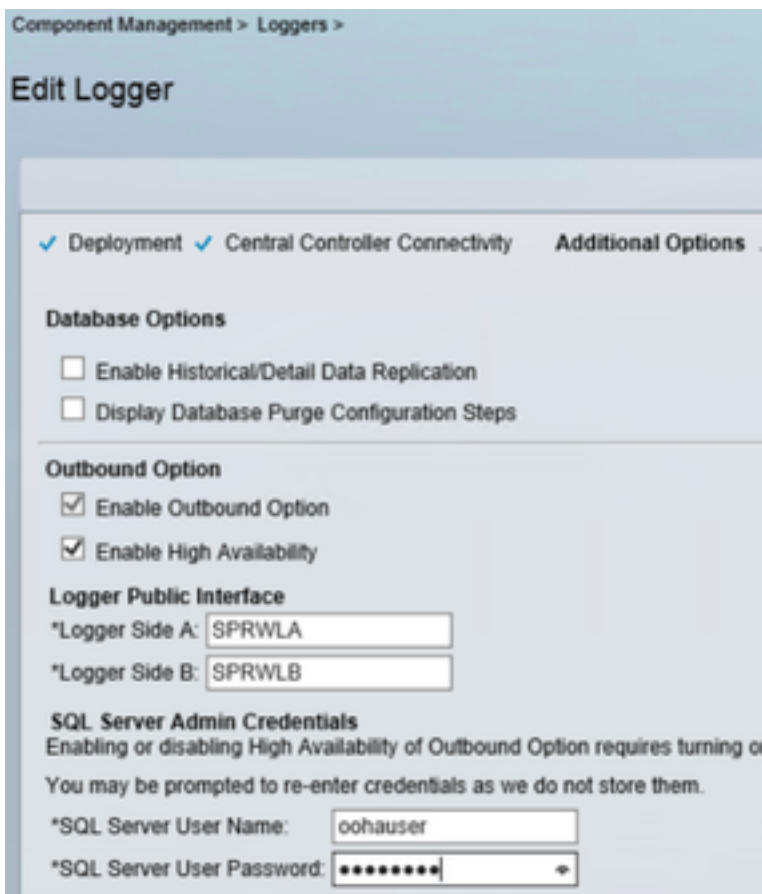 Component Management > Loggers >
Edit Logger
Deployment Central Controller Connectivity Additional Options
Database Options
Enable Historical/Detail Data Replication
Display Database Purge Configuration Steps
Outbound Option
Enable Outbound Option
Enable High Availability
Logger Public Interface
*Logger Side A: SPRWLA
*Logger Side B: SPRWLB
SQL Server Admin Credentials
Enabling or disabling High Availability of Outbound Option requires turning
You may be prompted to re-enter credentials as we do not store them.
*SQL Server User Name: oohauser
*SQL Server User Password: ●●●●●●●●